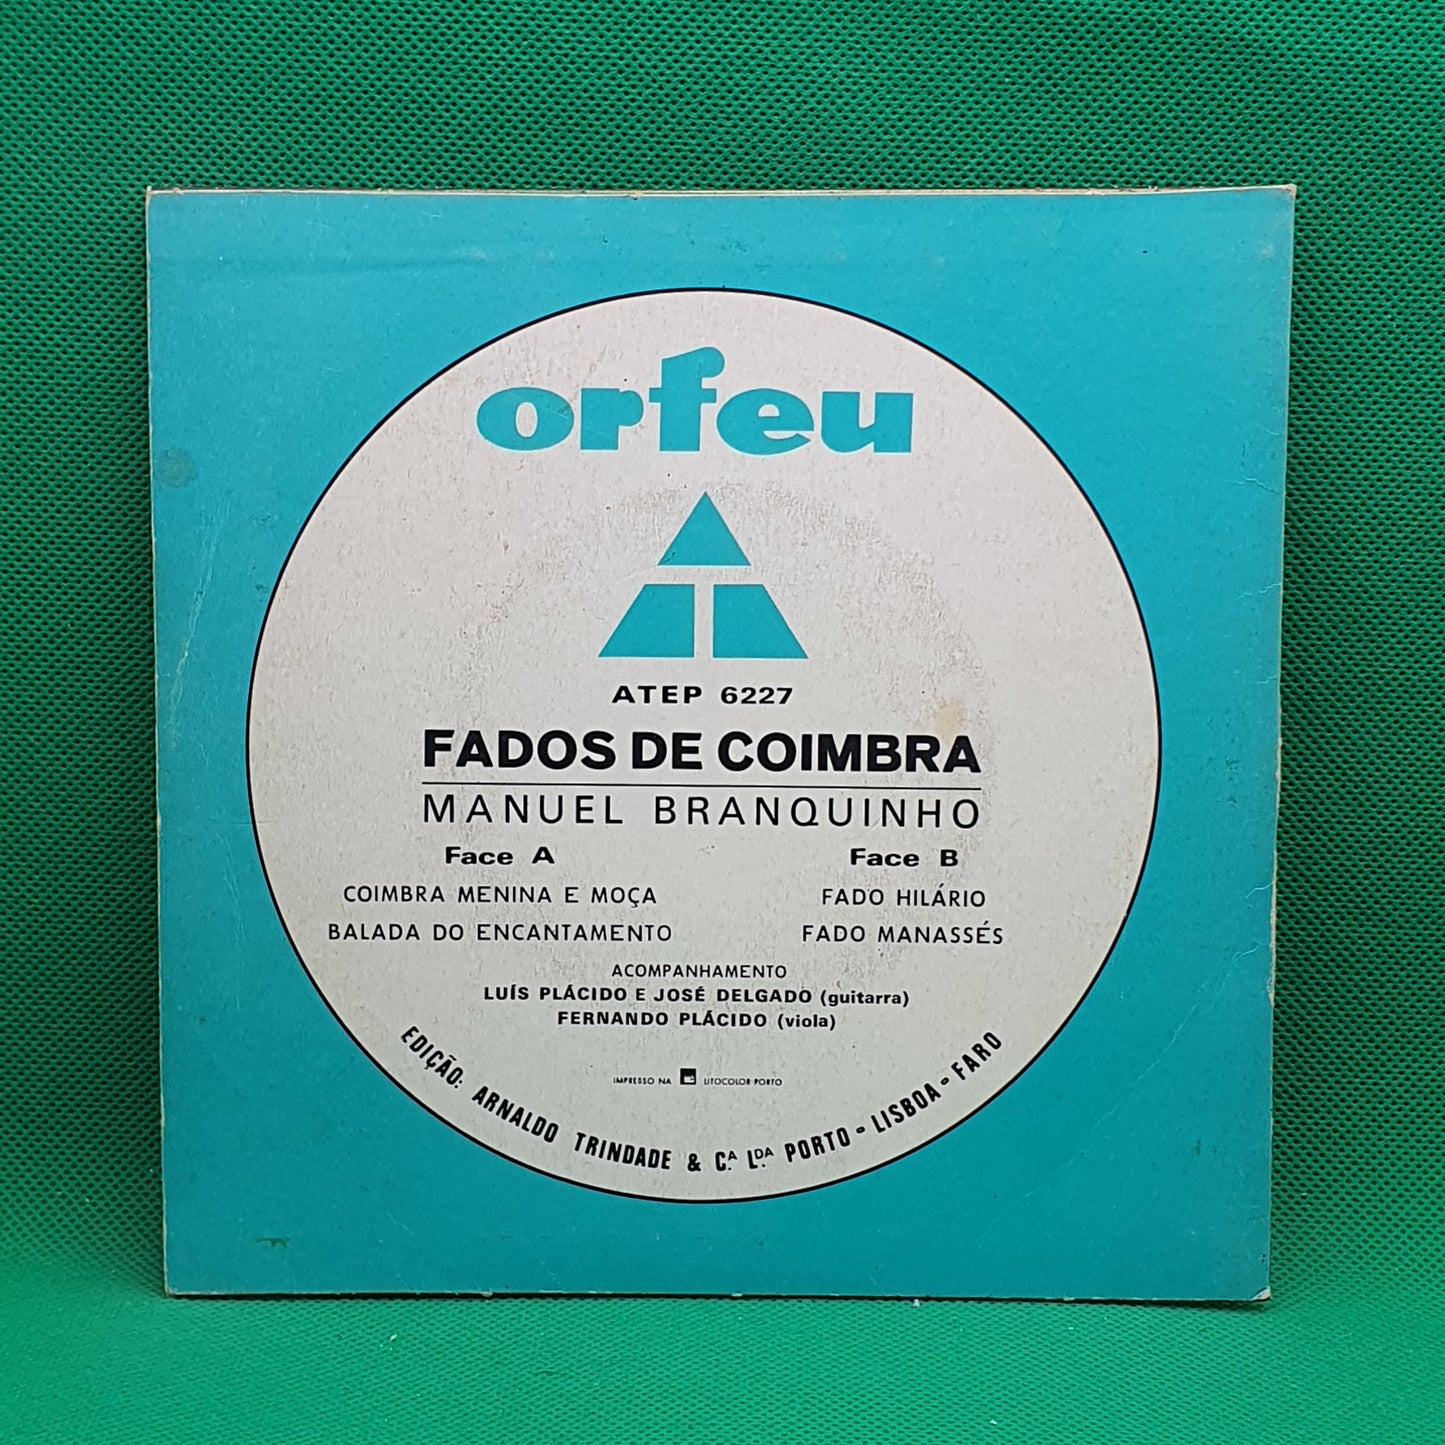 orfeu
ATEP 6227
FADOS DE COIMBRA
MANUEL BRANQUINHO
Face A
COIMBRA MENINA E MOÇA
BALADA DO ENCANTAMENTO
Face B
FADO HILÁRIO
FADO MANASSÉS
ACOMPANHAMENTO
LUÍS PLÁCIDO E JOSÉ DELGADO (guitarra)
FERNANDO PLÁCIDO (viola)
IMPRESSO NA LITOCOLOR-PORTO
EDIÇÃO: ARNALDO TRINDADE & Cᴬ. Lᴰᴬ. PORTO - LISBOA - FARO